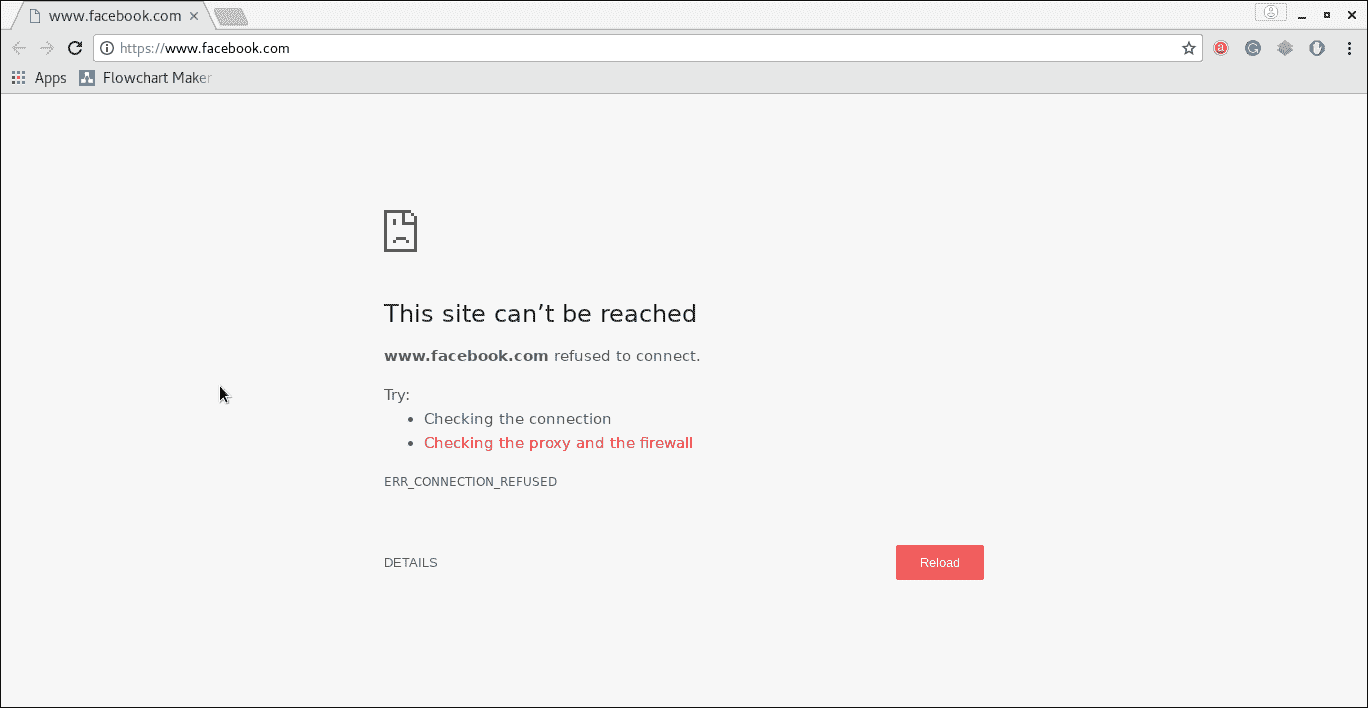 www.facebook.com
https://www.facebook.com
Apps Flowchart Maker
This site can’t be reached
www.facebook.com refused to connect.
Try:
• Checking the connection
• Checking the proxy and the firewall
ERR_CONNECTION_REFUSED
DETAILS Reload